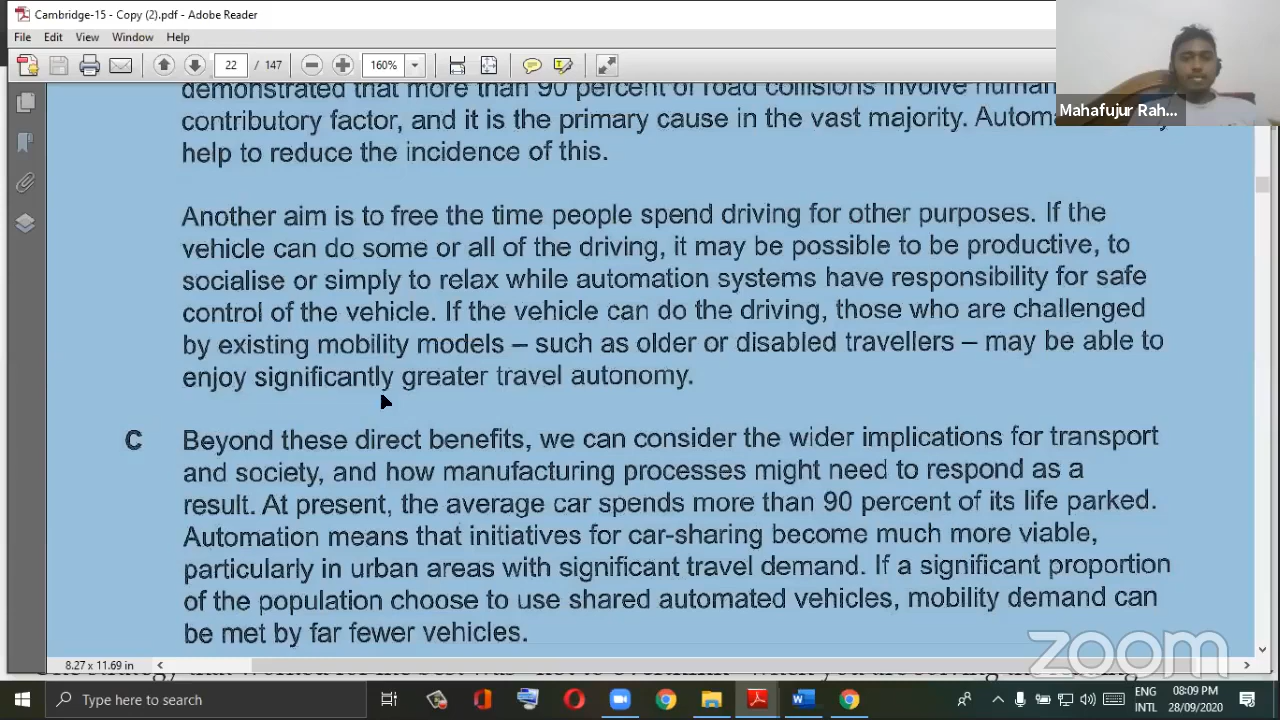 Cambridge-15 - Copy (2).pdf - Adobe Reader
File Edit View Window Help
22 / 147 160%
Mahafujur Rah...
demonstrated that more than 90 percent of road collisions involve human
contributory factor, and it is the primary cause in the vast majority.
help to reduce the incidence of this.
Another aim is to free the time people spend driving for other purposes. If the
vehicle can do some or all of the driving, it may be possible to be productive, to
socialise or simply to relax while automation systems have responsibility for safe
control of the vehicle. If the vehicle can do the driving, those who are challenged
by existing mobility models – such as older or disabled travellers – may be able to
enjoy significantly greater travel autonomy.
C Beyond these direct benefits, we can consider the wider implications for transport
and society, and how manufacturing processes might need to respond as a
result. At present, the average car spends more than 90 percent of its life parked.
Automation means that initiatives for car-sharing become much more viable,
particularly in urban areas with significant travel demand. If a significant proportion
of the population choose to use shared automated vehicles, mobility demand can
be met by far fewer vehicles.
zoom
8.27 x 11.69 in
Type here to search
ENG 08:09 PM
INTL 28/09/2020